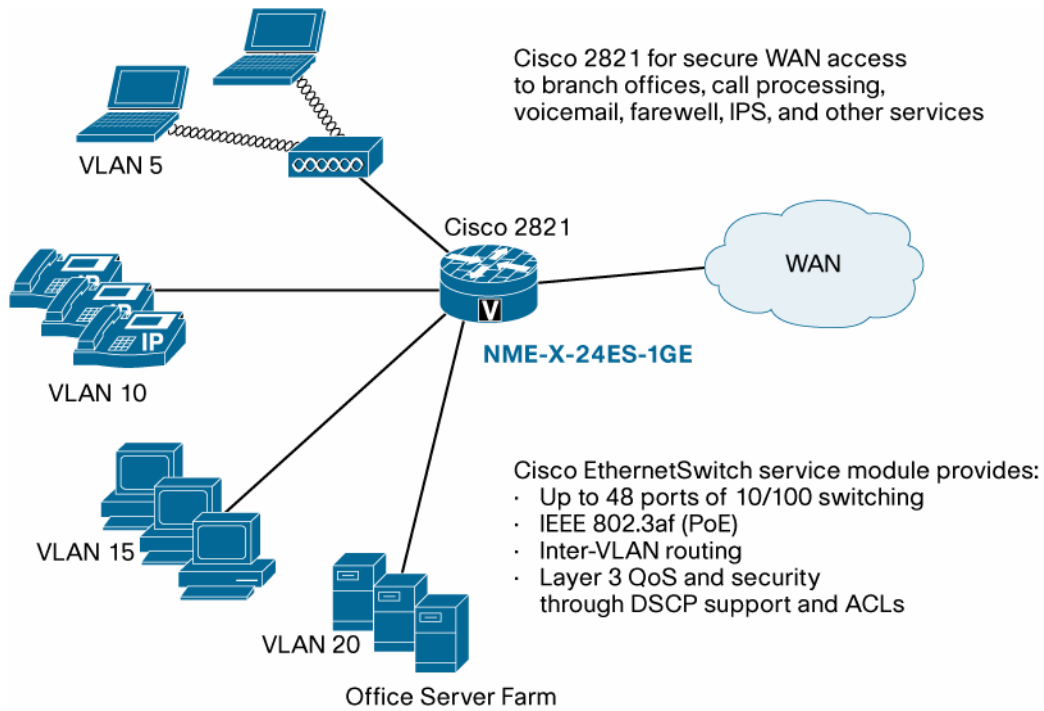 Cisco 2821 for secure WAN access
to branch offices, call processing,
voicemail, farewell, IPS, and other services
VLAN 5
Cisco 2821
WAN
V
NME-X-24ES-1GE
IP
IP
IP
VLAN 10
Cisco EthernetSwitch service module provides:
· Up to 48 ports of 10/100 switching
· IEEE 802.3af (PoE)
· Inter-VLAN routing
· Layer 3 QoS and security
through DSCP support and ACLs
VLAN 15
VLAN 20
Office Server Farm